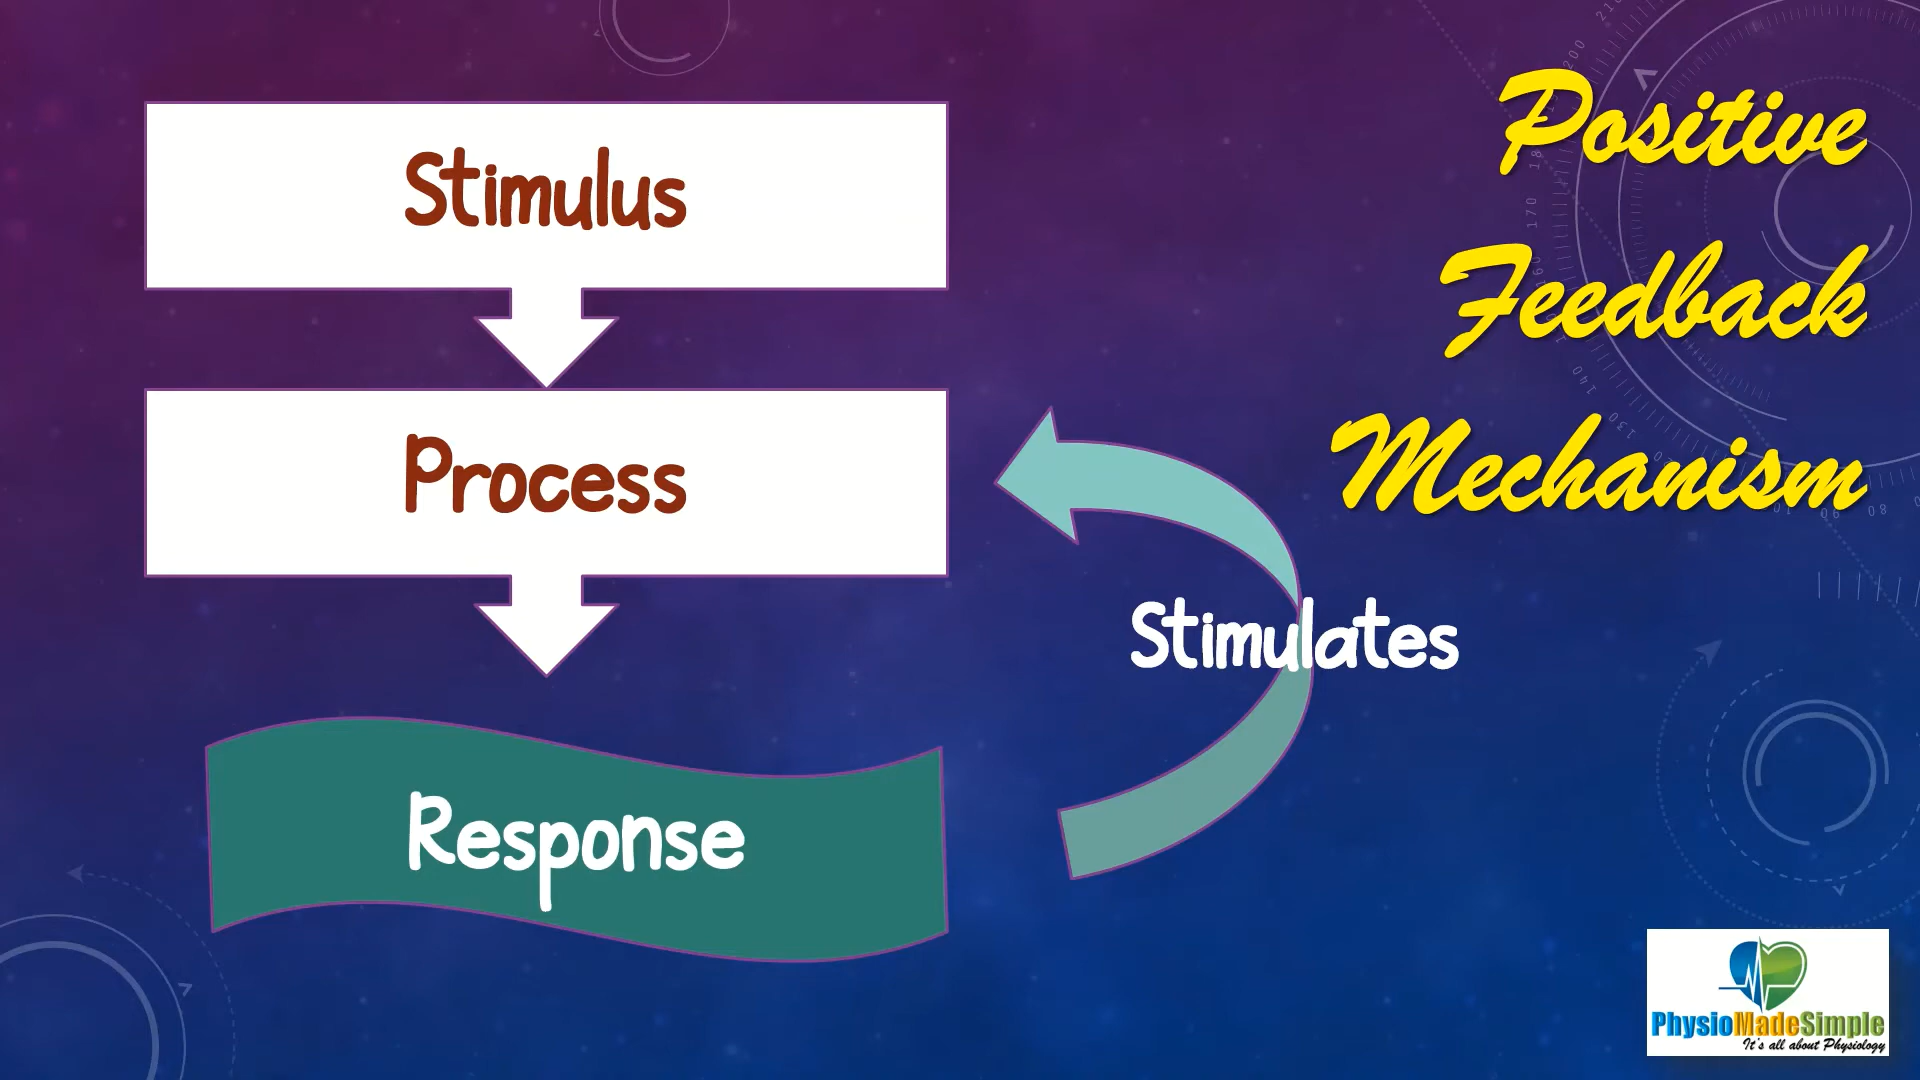 Positive
Feedback
Mechanism
Stimulus
Process
Stimulates
Response
PhysioMadeSimple
It's all about Physiology